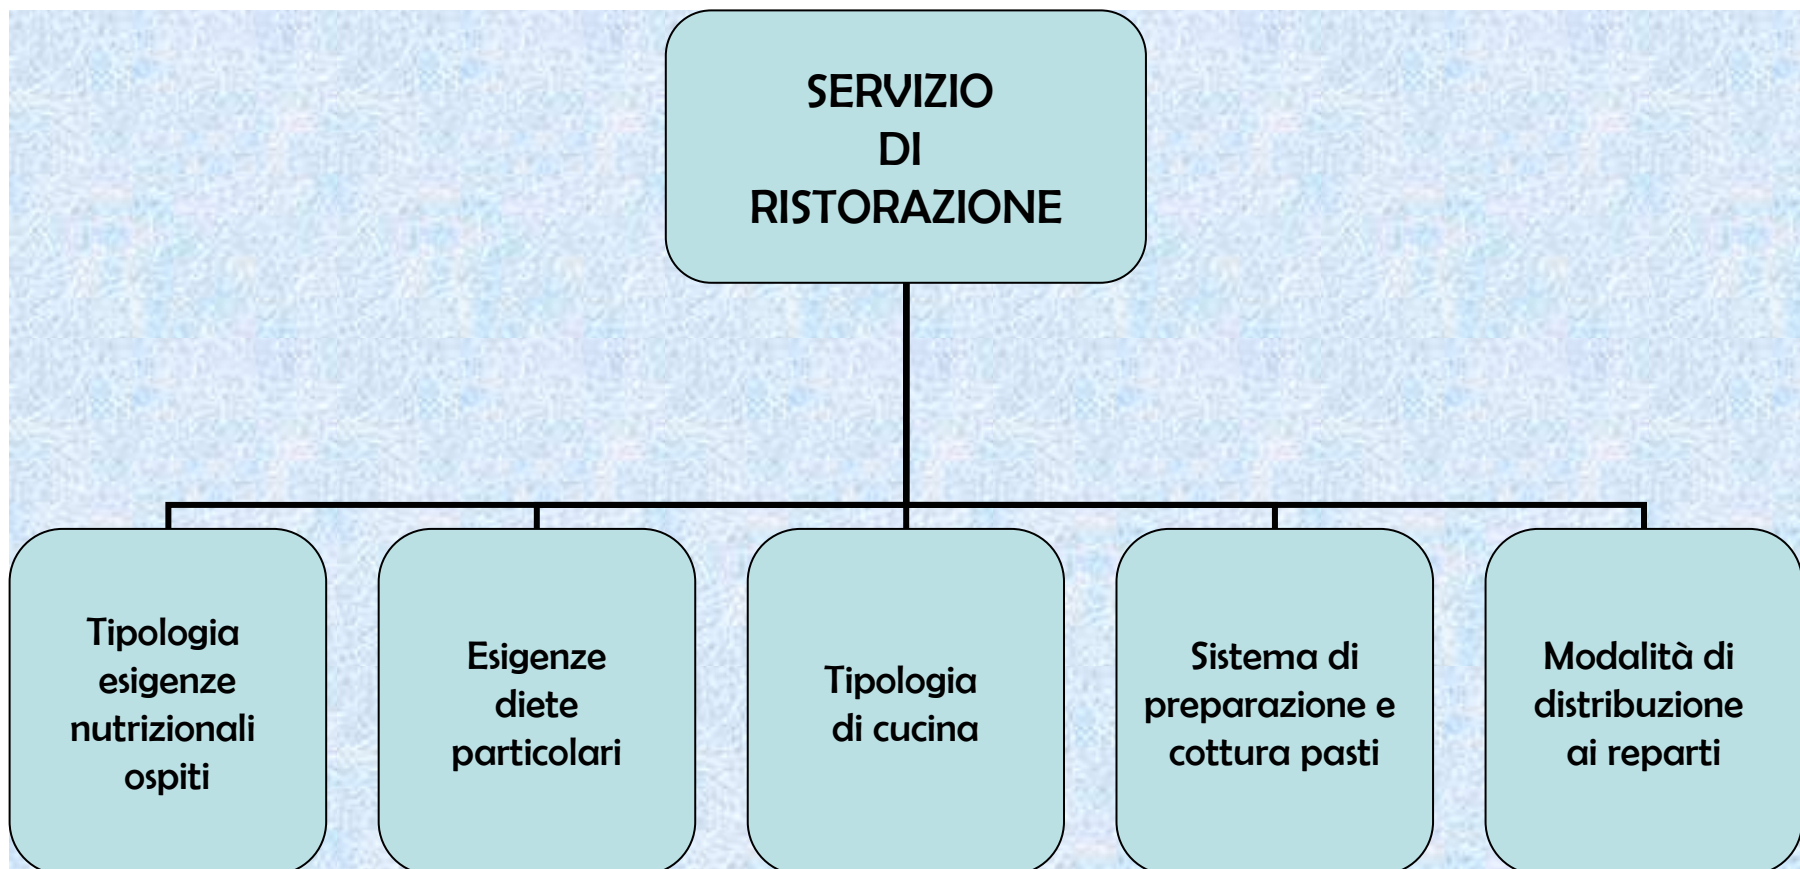 SERVIZIO
DI
RISTORAZIONE
Tipologia
esigenze
nutrizionali
ospiti
Esigenze
diete
particolari
Tipologia
di cucina
Sistema di
preparazione e
cottura pasti
Modalità di
distribuzione
ai reparti